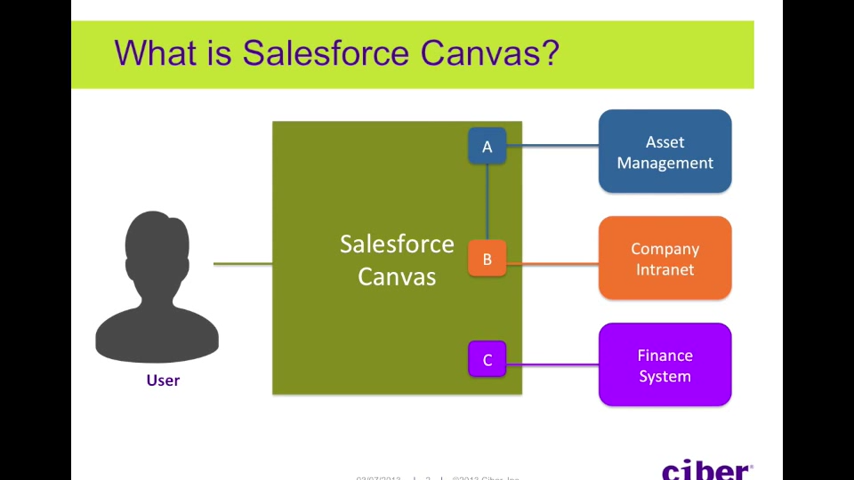 What is Salesforce Canvas?
A
Asset
Management
Salesforce
Canvas
B
Company
Intranet
C
Finance
System
User
ciber